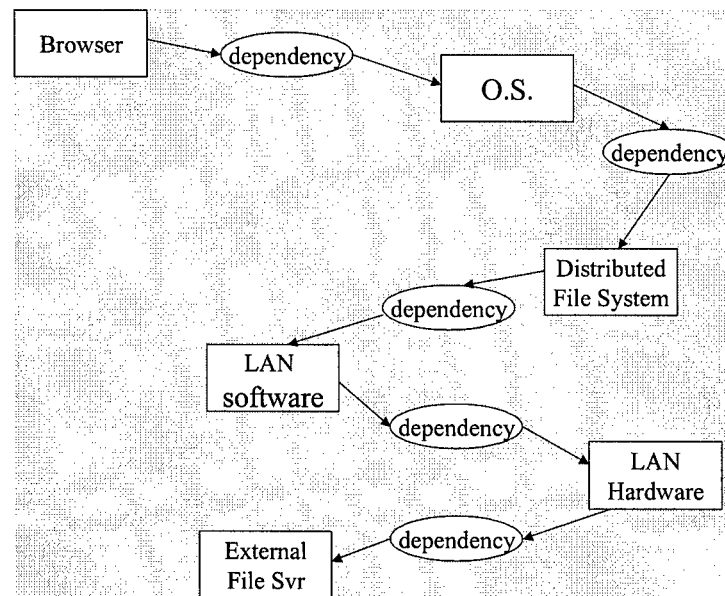 Browser
dependency
O.S.
dependency
Distributed
File System
dependency
LAN
software
dependency
LAN
Hardware
dependency
External
File Svr